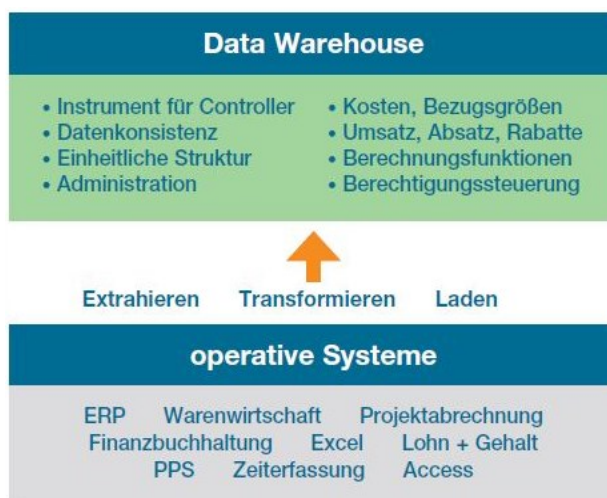 Data Warehouse
• Instrument für Controller
• Datenkonsistenz
• Einheitliche Struktur
• Administration
• Kosten, Bezugsgrößen
• Umsatz, Absatz, Rabatte
• Berechnungsfunktionen
• Berechtigungssteuerung
Extrahieren Transformieren Laden
operative Systeme
ERP Warenwirtschaft Projektabrechnung
Finanzbuchhaltung Excel Lohn + Gehalt
PPS Zeiterfassung Access